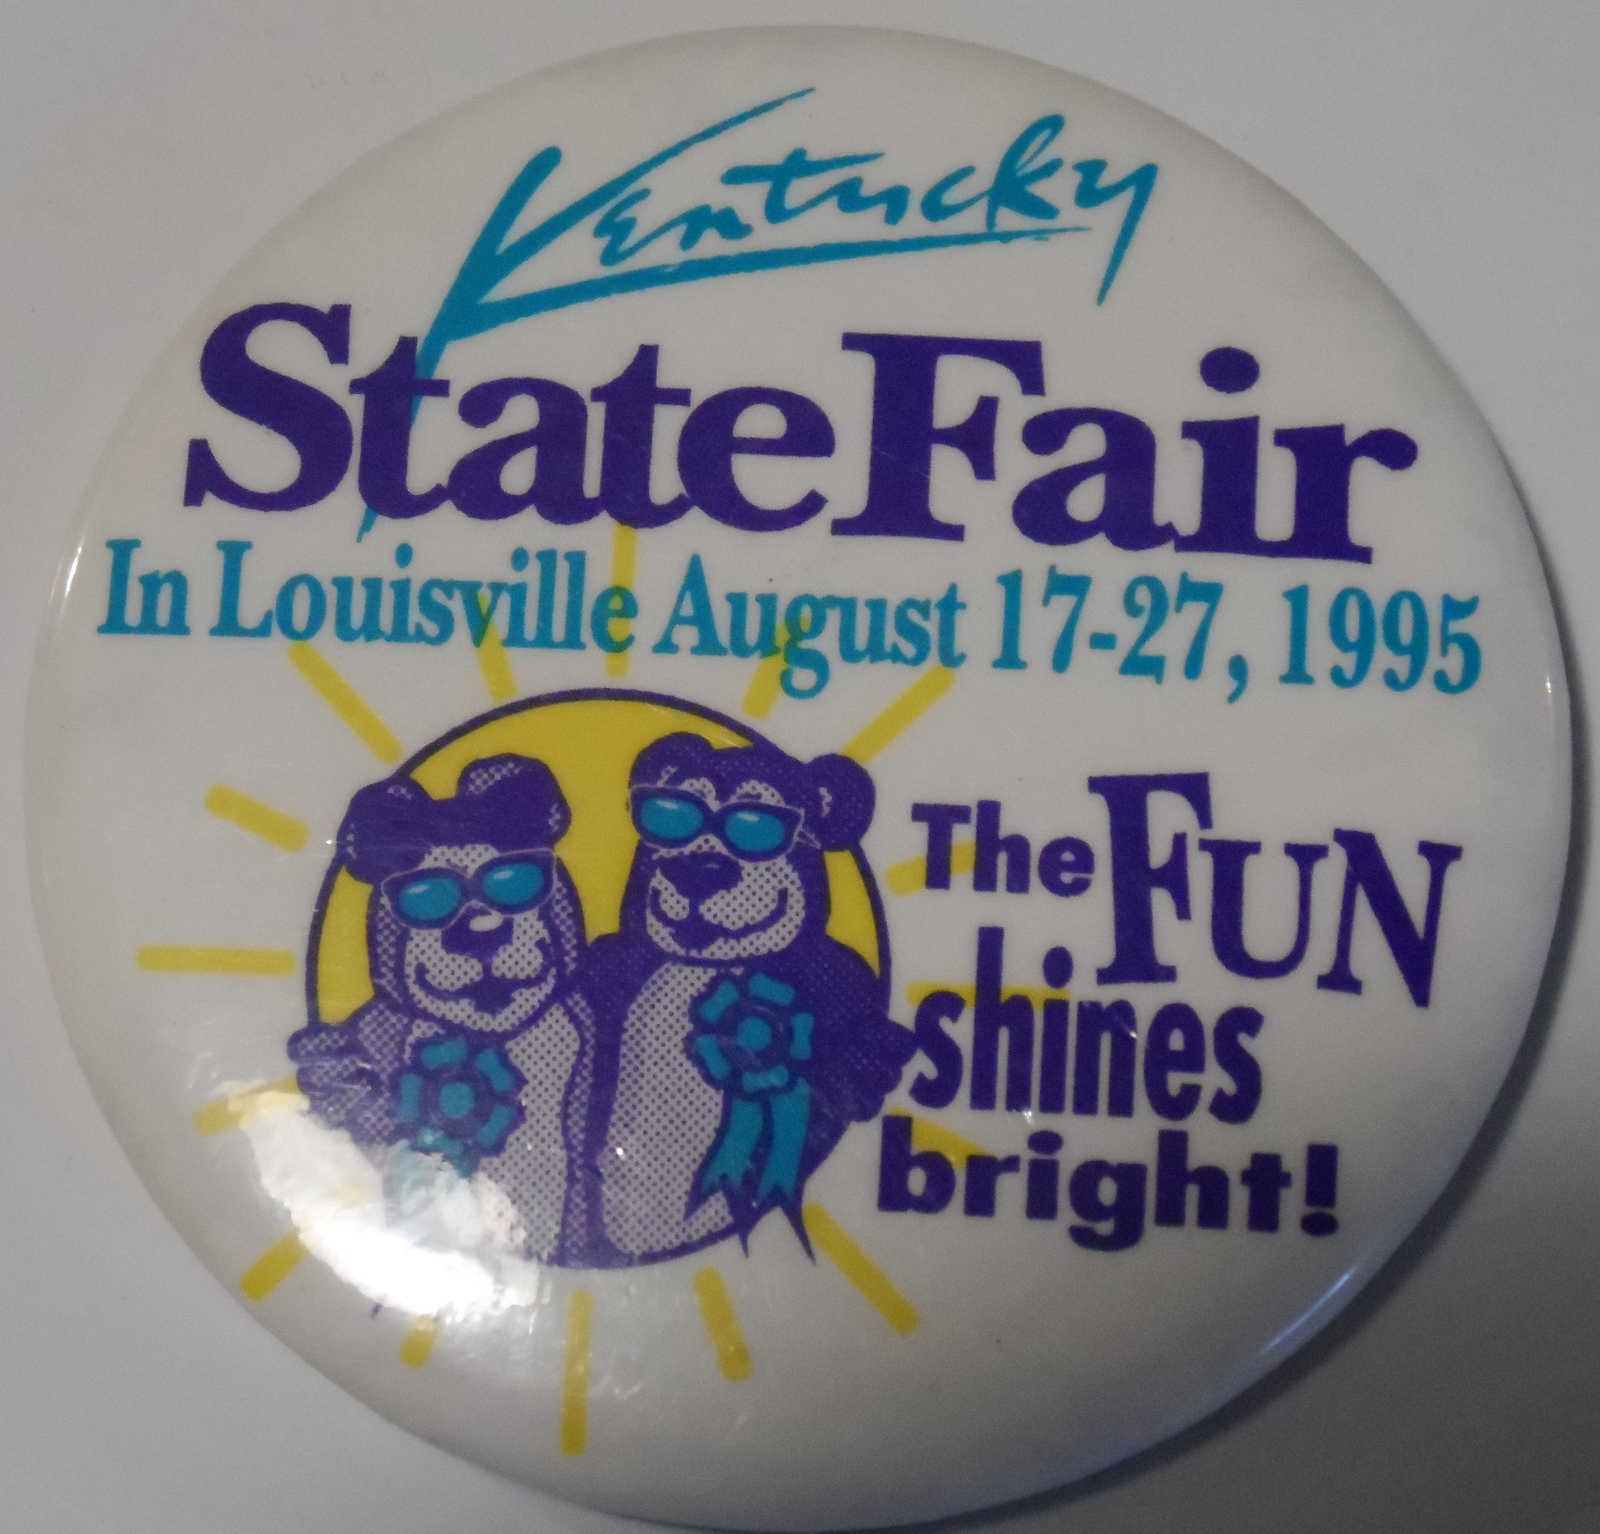 Kentucky
State Fair
In Louisville August 17-27, 1995
The FUN
shines
bright!